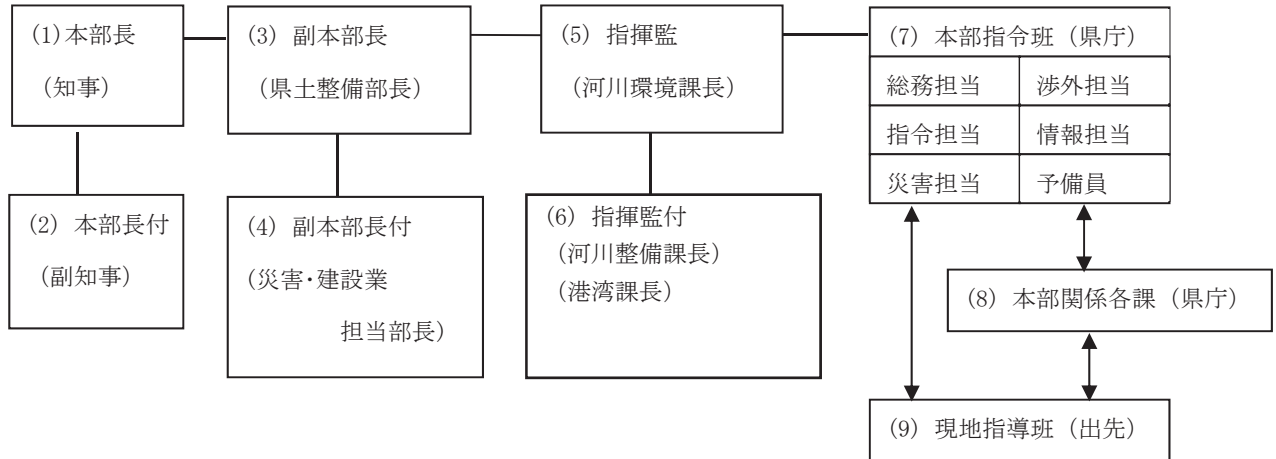 (1)本部長
(知事)
(2) 本部長付
(副知事)
(3) 副本部長
(県土整備部長)
(4) 副本部長付
(災害・建設業
担当部長)
(5) 指揮監
(河川環境課長)
(6) 指揮監付
(河川整備課長)
(港湾課長)
(7) 本部指令班 (県庁)
総務担当 渉外担当
指令担当 情報担当
災害担当 予備員
(8) 本部関係各課 (県庁)
(9) 現地指導班 (出先)